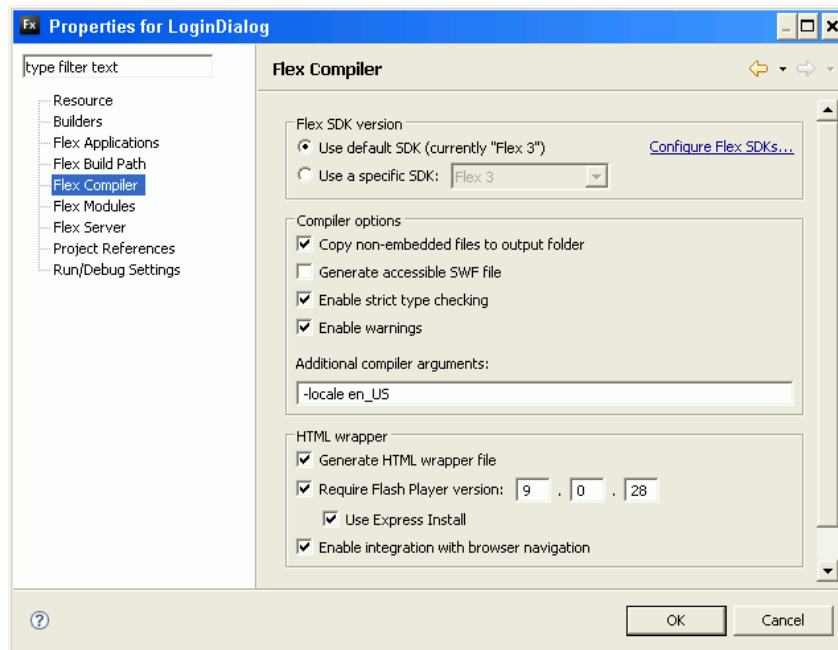 Fx Properties for LoginDialog
type filter text
Resource
Builders
Flex Applications
Flex Build Path
Flex Compiler
Flex Modules
Flex Server
Project References
Run/Debug Settings
Flex Compiler
Flex SDK version
Use default SDK (currently "Flex 3")
Configure Flex SDKs...
Use a specific SDK: Flex 3
Compiler options
Copy non-embedded files to output folder
Generate accessible SWF file
Enable strict type checking
Enable warnings
Additional compiler arguments:
-locale en_US
HTML wrapper
Generate HTML wrapper file
Require Flash Player version: 9 . 0 . 28
Use Express Install
Enable integration with browser navigation
?
OK Cancel